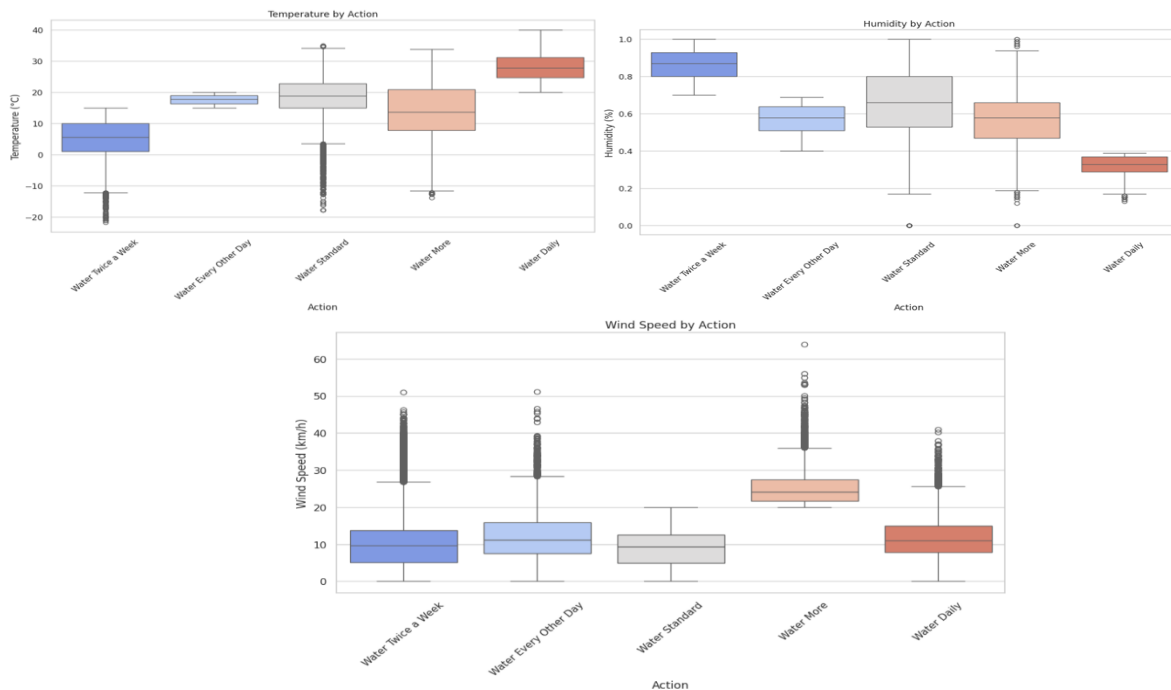 Temperature by Action
Temperature (°C)
40
30
20
10
0
−10
−20
Water Twice a Week
Water Every Other Day
Water Standard
Water More
Water Daily
Action
Humidity by Action
Humidity (%)
1.0
0.8
0.6
0.4
0.2
0.0
Water Twice a Week
Water Every Other Day
Water Standard
Water More
Water Daily
Action
Wind Speed by Action
Wind Speed (km/h)
60
50
40
30
20
10
0
Water Twice a Week
Water Every Other Day
Water Standard
Water More
Water Daily
Action